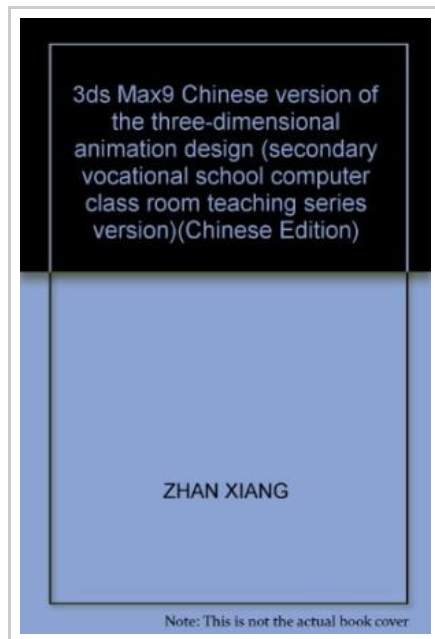 3ds Max9 Chinese version of
the three-dimensional
animation design (secondary
vocational school computer
class room teaching series
version)(Chinese Edition)
ZHAN XIANG
Note: This is not the actual book cover